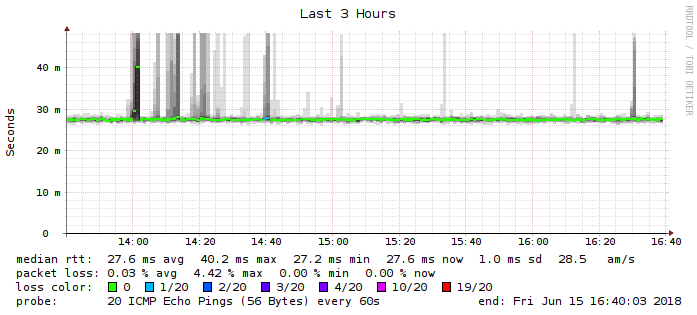 Last 3 Hours
RRDTOOL / TOBI OETIKER
Seconds
40 m
30 m
20 m
10 m
0
14:00 14:20 14:40 15:00 15:20 15:40 16:00 16:20 16:40
median rtt: 27.6 ms avg 40.2 ms max 27.2 ms min 27.6 ms now 1.0 ms sd 28.5 am/s
packet loss: 0.03 % avg 4.42 % max 0.00 % min 0.00 % now
loss color: 0 1/20 2/20 3/20 4/20 10/20 19/20
probe: 20 ICMP Echo Pings (56 Bytes) every 60s end: Fri Jun 15 16:40:03 2018